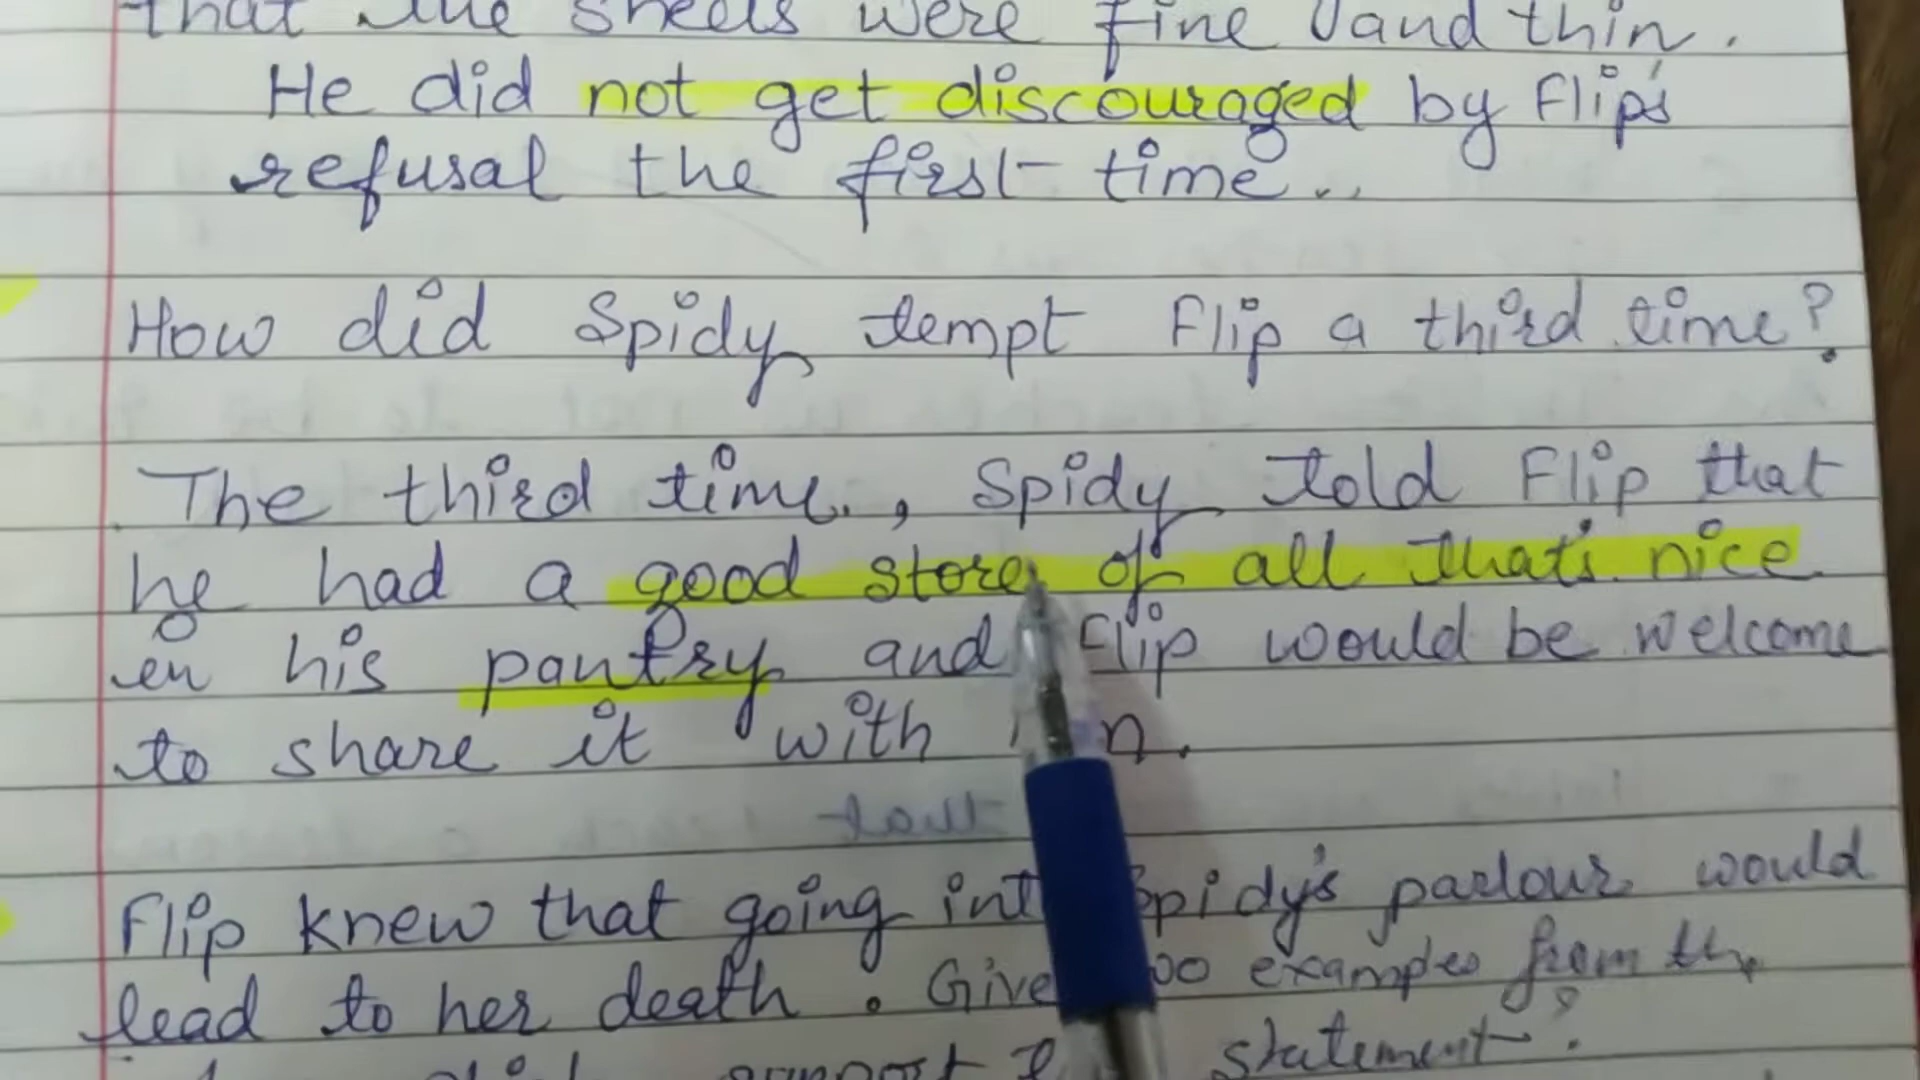 that the sheets were fine and thin.
He did not get discouraged by Flip's
refusal the first time..
How did Spidy tempt Flip a third time?
The third time, Spidy told Flip that
he had a good store of all that's nice
in his pantry and Flip would be welcome
to share it with
Flip knew that going Spidy's parlour would
lead to her death. Give examples from the
support statement.